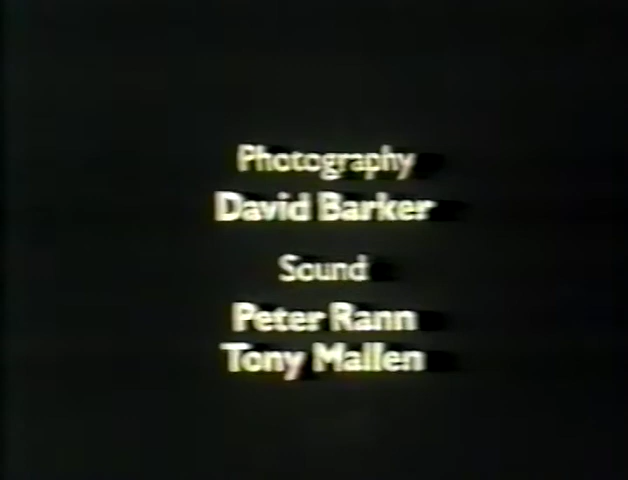 Photography
David Barker
Sound
Peter Rann
Tony Mallen